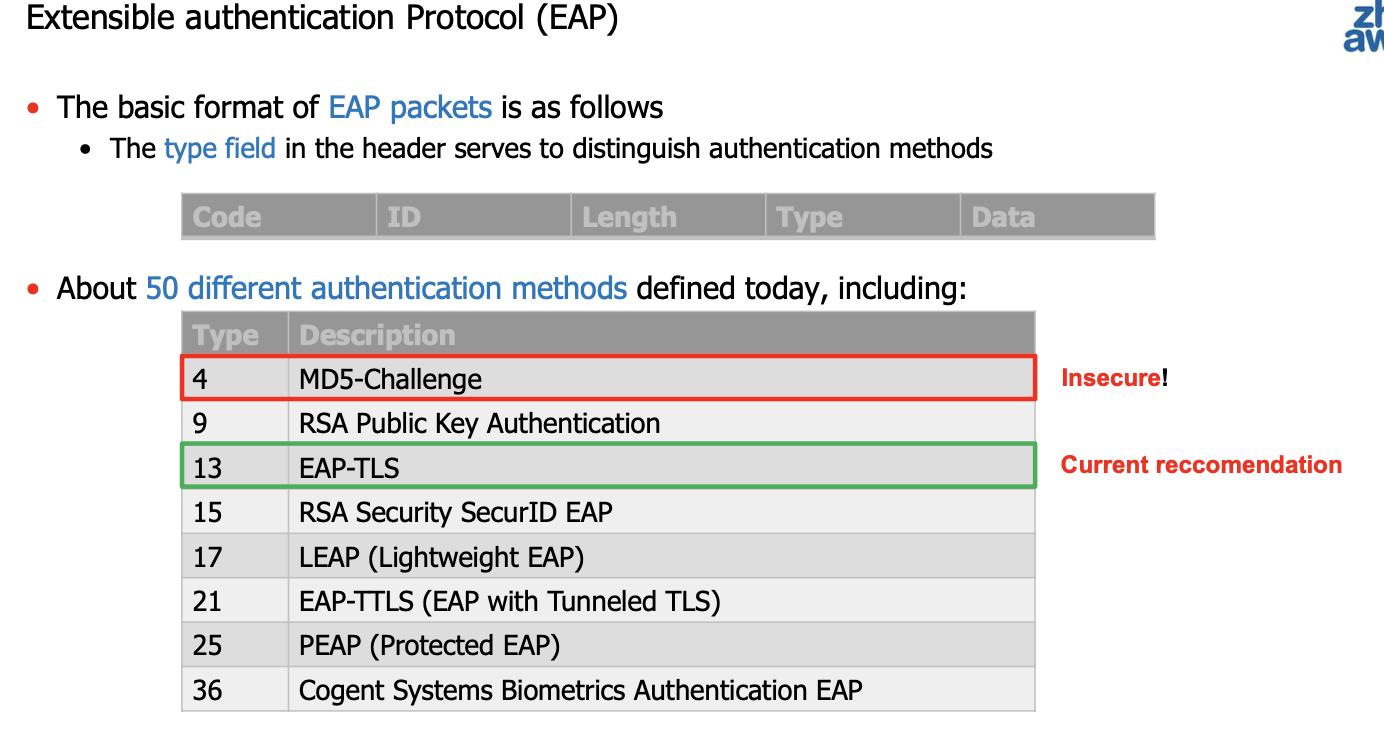 Extensible authentication Protocol (EAP)
zh
aw
• The basic format of EAP packets is as follows
• The type field in the header serves to distinguish authentication methods
Code ID Length Type Data
• About 50 different authentication methods defined today, including:
Type Description
4 MD5-Challenge Insecure!
9 RSA Public Key Authentication
13 EAP-TLS Current reccomendation
15 RSA Security SecurID EAP
17 LEAP (Lightweight EAP)
21 EAP-TTLS (EAP with Tunneled TLS)
25 PEAP (Protected EAP)
36 Cogent Systems Biometrics Authentication EAP